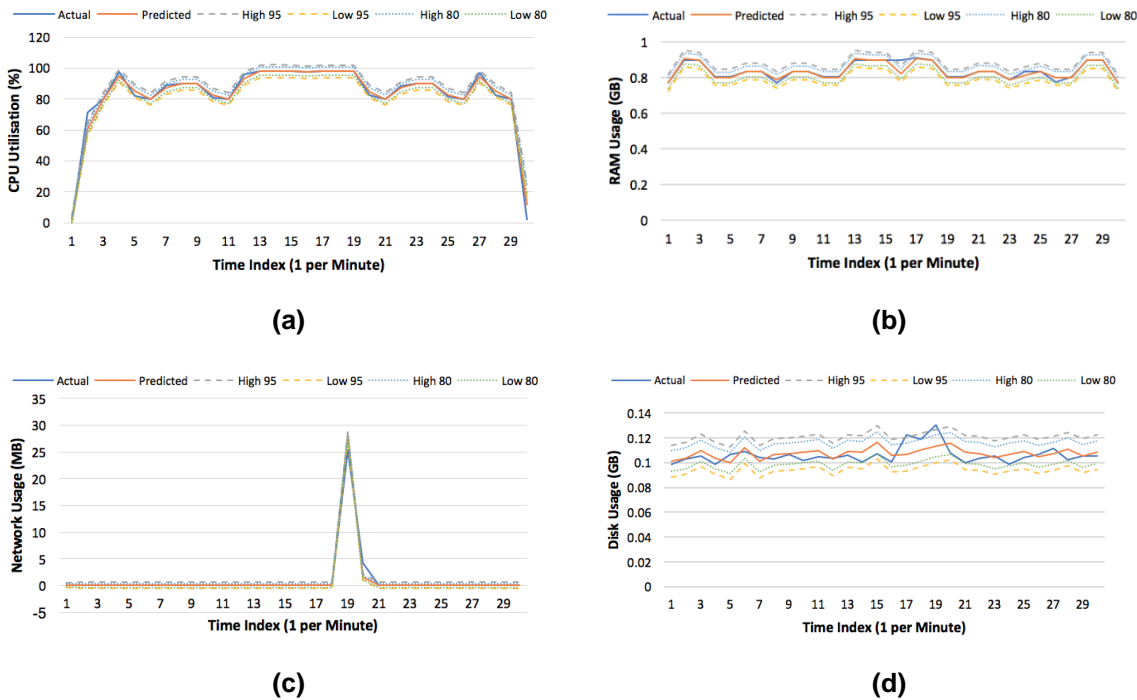 Actual Predicted High 95 Low 95 High 80 Low 80
120
100
80
60
40
20
0
CPU Utilisation (%)
1 3 5 7 9 11 13 15 17 19 21 23 25 27 29
Time Index (1 per Minute)
(a)
Actual Predicted High 95 Low 95 High 80 Low 80
1
0.8
0.6
0.4
0.2
0
RAM Usage (GB)
1 3 5 7 9 11 13 15 17 19 21 23 25 27 29
Time Index (1 per Minute)
(b)
Actual Predicted High 95 Low 95 High 80 Low 80
35
30
25
20
15
10
5
0
-5
Network Usage (MB)
1 3 5 7 9 11 13 15 17 19 21 23 25 27 29
Time Index (1 per Minute)
(c)
Actual Predicted High 95 Low 95 High 80 Low 80
0.14
0.12
0.1
0.08
0.06
0.04
0.02
0
Disk Usage (GB)
1 3 5 7 9 11 13 15 17 19 21 23 25 27 29
Time Index (1 per Minute)
(d)